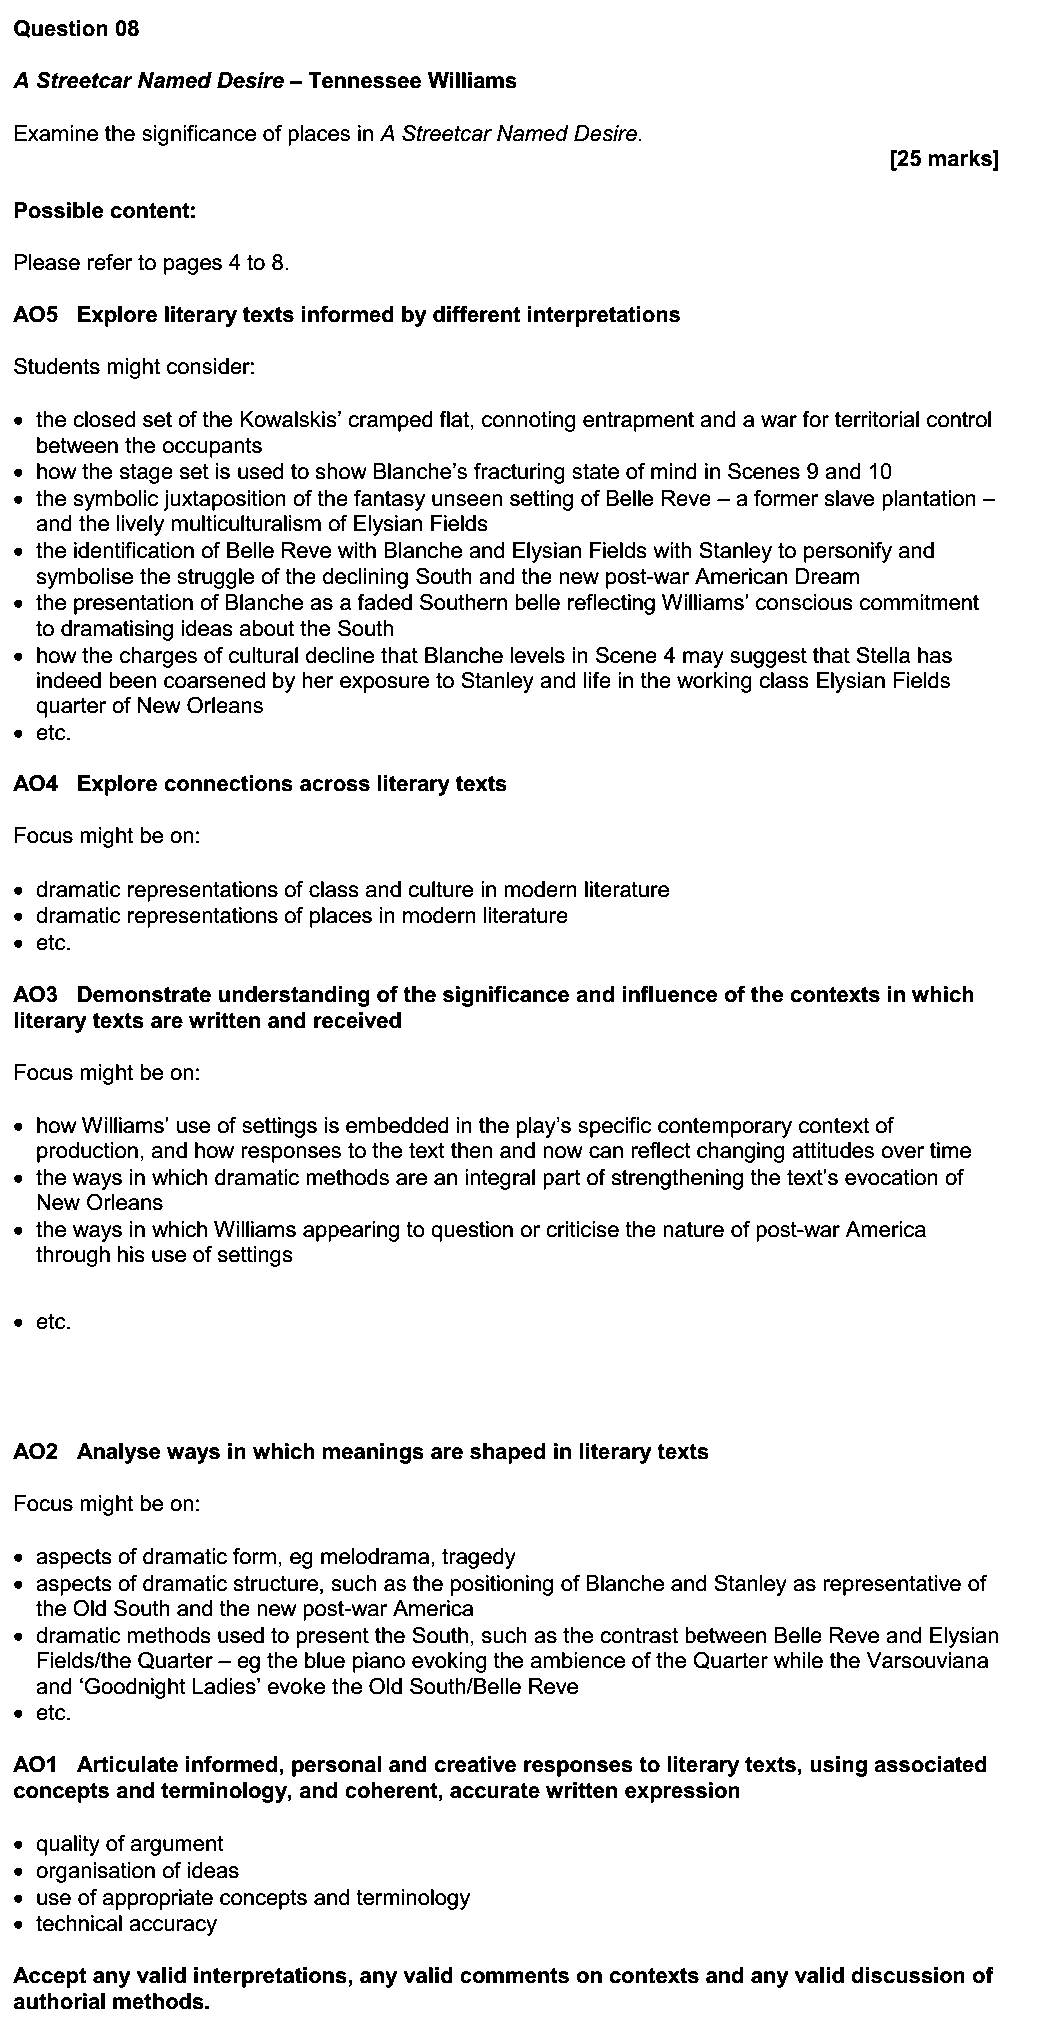 Question 08
A Streetcar Named Desire – Tennessee Williams
Examine the significance of places in A Streetcar Named Desire.
[25 marks]
Possible content:
Please refer to pages 4 to 8.
AO5 Explore literary texts informed by different interpretations
Students might consider:
• the closed set of the Kowalskis' cramped flat, connoting entrapment and a war for territorial control
between the occupants
• how the stage set is used to show Blanche's fracturing state of mind in Scenes 9 and 10
• the symbolic juxtaposition of the fantasy unseen setting of Belle Reve – a former slave plantation –
and the lively multiculturalism of Elysian Fields
• the identification of Belle Reve with Blanche and Elysian Fields with Stanley to personify and
symbolise the struggle of the declining South and the new post-war American Dream
• the presentation of Blanche as a faded Southern belle reflecting Williams' conscious commitment
to dramatising ideas about the South
• how the charges of cultural decline that Blanche levels in Scene 4 may suggest that Stella has
indeed been coarsened by her exposure to Stanley and life in the working class Elysian Fields
quarter of New Orleans
• etc.
AO4 Explore connections across literary texts
Focus might be on:
• dramatic representations of class and culture in modern literature
• dramatic representations of places in modern literature
• etc.
AO3 Demonstrate understanding of the significance and influence of the contexts in which
literary texts are written and received
Focus might be on:
• how Williams' use of settings is embedded in the play's specific contemporary context of
production, and how responses to the text then and now can reflect changing attitudes over time
• the ways in which dramatic methods are an integral part of strengthening the text's evocation of
New Orleans
• the ways in which Williams appearing to question or criticise the nature of post-war America
through his use of settings
• etc.
AO2 Analyse ways in which meanings are shaped in literary texts
Focus might be on:
• aspects of dramatic form, eg melodrama, tragedy
• aspects of dramatic structure, such as the positioning of Blanche and Stanley as representative of
the Old South and the new post-war America
• dramatic methods used to present the South, such as the contrast between Belle Reve and Elysian
Fields/the Quarter – eg the blue piano evoking the ambience of the Quarter while the Varsouviana
and 'Goodnight Ladies' evoke the Old South/Belle Reve
• etc.
AO1 Articulate informed, personal and creative responses to literary texts, using associated
concepts and terminology, and coherent, accurate written expression
• quality of argument
• organisation of ideas
• use of appropriate concepts and terminology
• technical accuracy
Accept any valid interpretations, any valid comments on contexts and any valid discussion of
authorial methods.